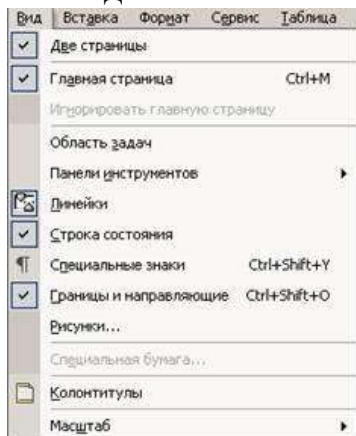 Вид Вставка Формат Сервис Таблица
Две страницы
Главная страница Ctrl+M
Игнорировать главную страницу
Область задач
Панели инструментов
Линейки
Строка состояния
Специальные знаки Ctrl+Shift+Y
Границы и направляющие Ctrl+Shift+O
Рисунки...
Специальная бумага...
Колонтитулы
Масштаб